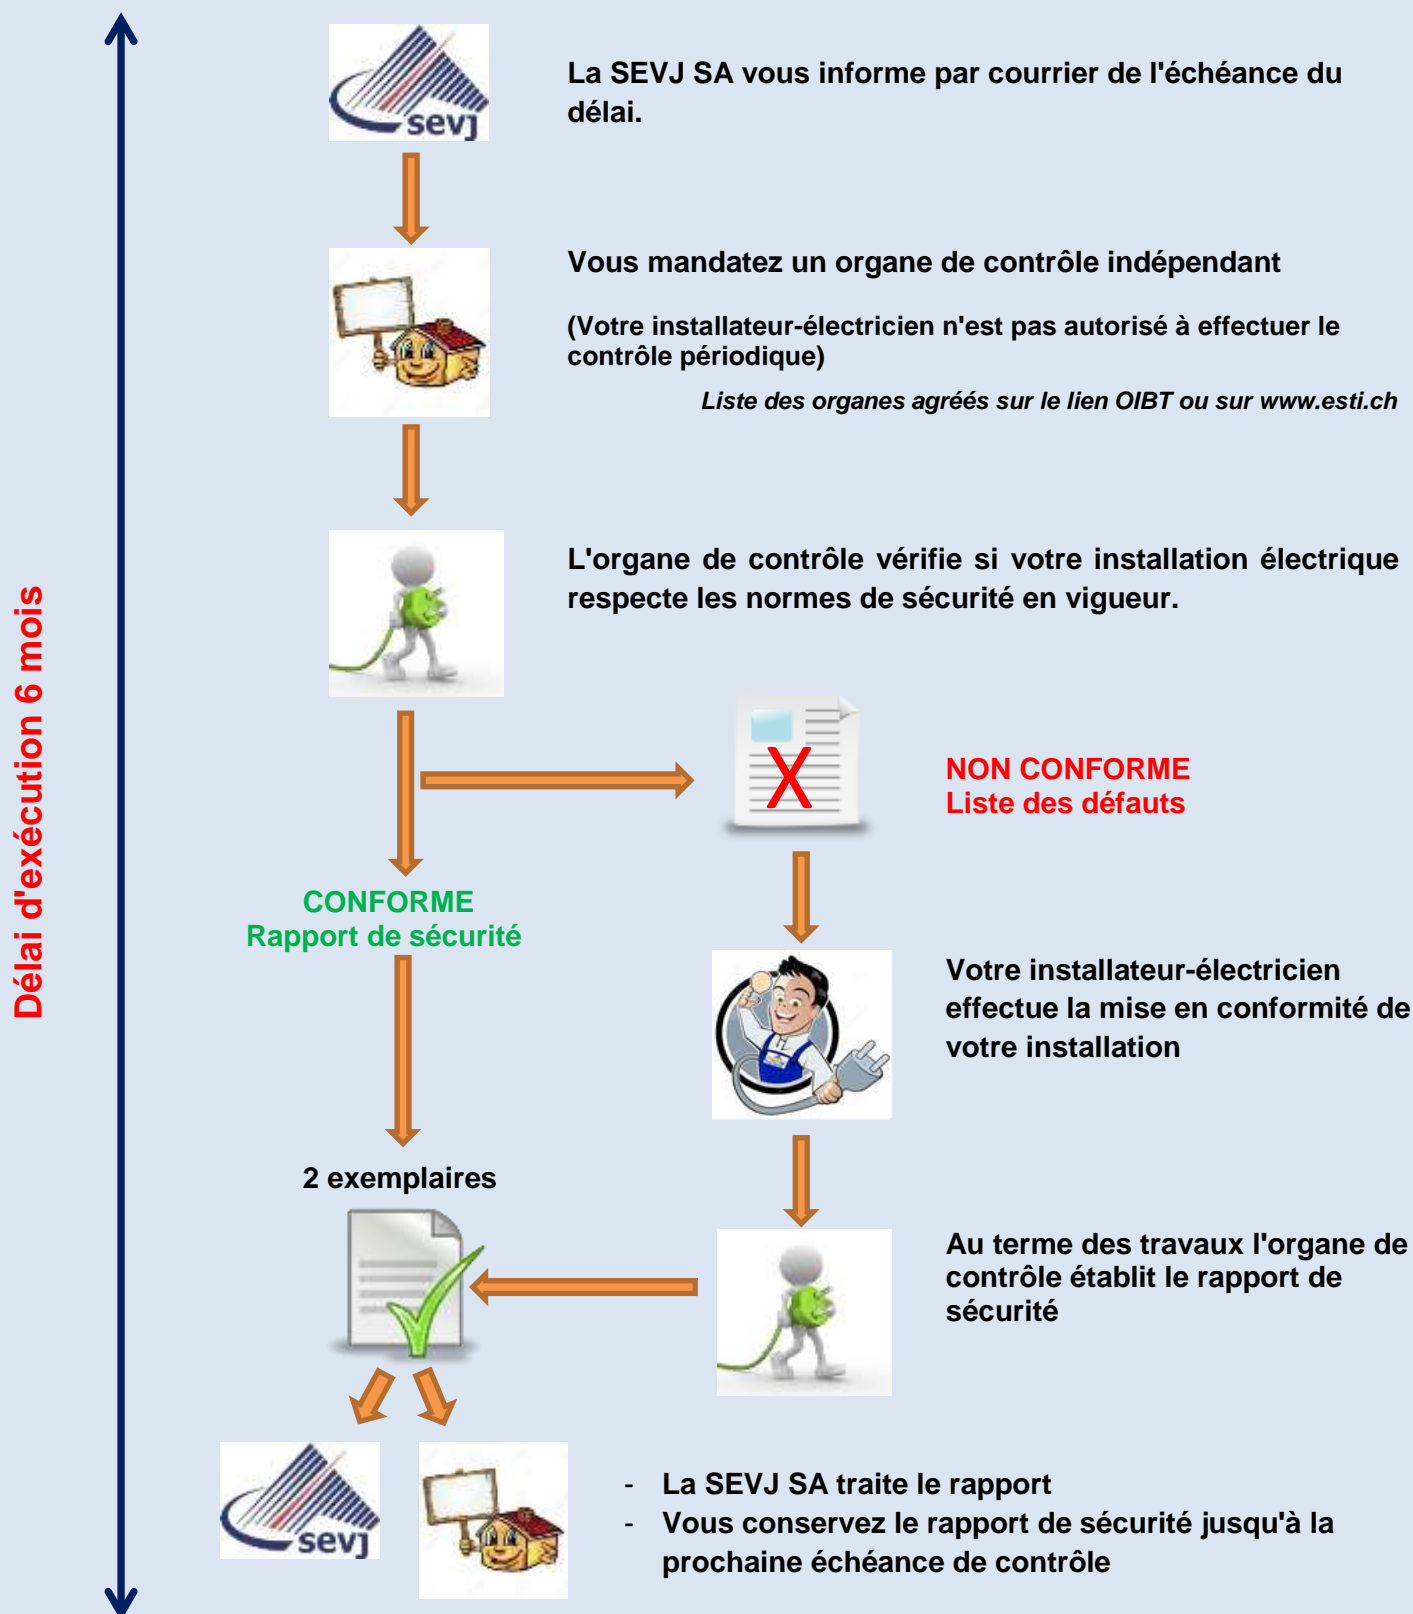 sevj
La SEVJ SA vous informe par courrier de l'échéance du
délai.
Vous mandatez un organe de contrôle indépendant
(Votre installateur-électricien n'est pas autorisé à effectuer le
contrôle périodique)
Liste des organes agréés sur le lien OIBT ou sur www.esti.ch
L'organe de contrôle vérifie si votre installation électrique
respecte les normes de sécurité en vigueur.
Délai d'exécution 6 mois
X
NON CONFORME
Liste des défauts
CONFORME
Rapport de sécurité
Votre installateur-électricien
effectue la mise en conformité de
votre installation
2 exemplaires
Au terme des travaux l'organe de
contrôle établit le rapport de
sécurité
sevj
- La SEVJ SA traite le rapport
- Vous conservez le rapport de sécurité jusqu'à la
prochaine échéance de contrôle